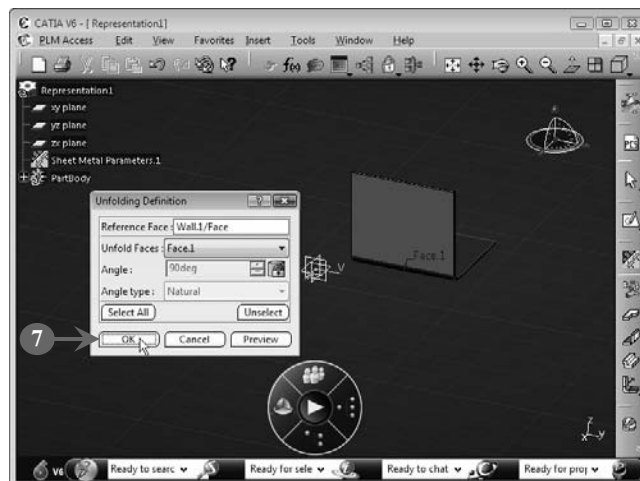 CATIA V6 - [ Representation1]
PLM Access Edit View Favorites Insert Tools Window Help
Representation1
xy plane
yz plane
zx plane
Sheet Metal Parameters.1
PartBody
Unfolding Definition
Reference Face : Wall.1/Face
Unfold Faces : Face.1
Angle : 90deg
Angle type : Natural
Select All Unselect
7 OK Cancel Preview
Face.1
V
z
y
V6 Ready to searc Ready for sele Ready to chat Ready for proj